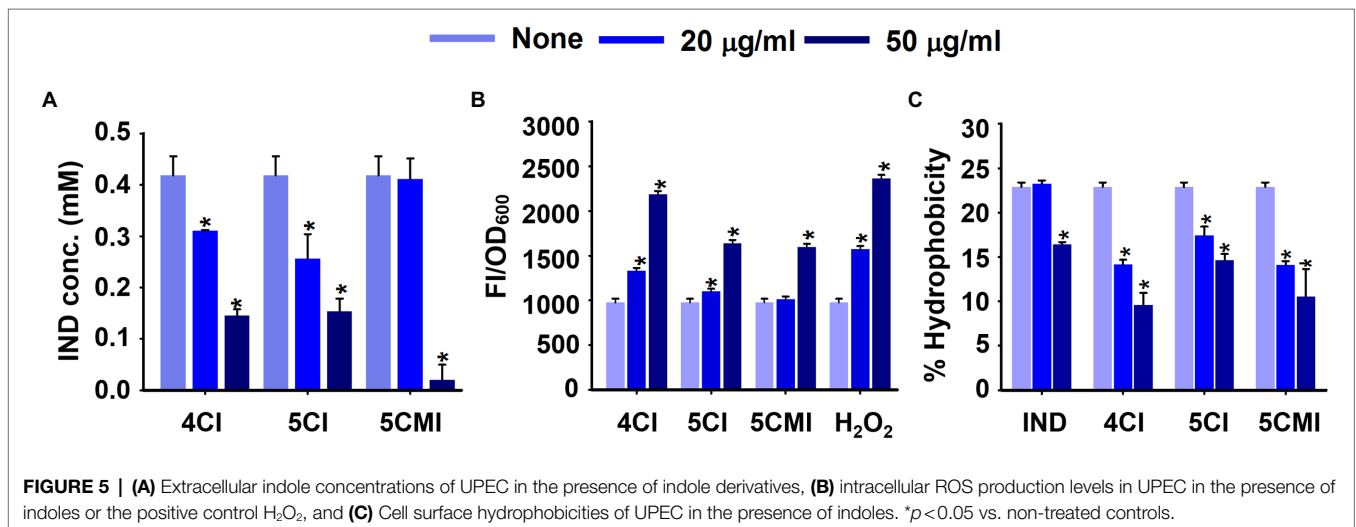 None 20 µg/ml 50 µg/ml
A
B
C
IND conc. (mM)
0.5
0.4
0.3
0.2
0.1
0.0
* * * * *
4CI 5CI 5CMI
FI/OD₆₀₀
3000
2500
2000
1500
1000
500
0
* * * * * * *
4CI 5CI 5CMI H₂O₂
% Hydrophobicity
30
25
20
15
10
5
0
* * * * * * *
IND 4CI 5CI 5CMI
FIGURE 5 | (A) Extracellular indole concentrations of UPEC in the presence of indole derivatives, (B) intracellular ROS production levels in UPEC in the presence of
indoles or the positive control H₂O₂, and (C) Cell surface hydrophobicities of UPEC in the presence of indoles. *p<0.05 vs. non-treated controls.